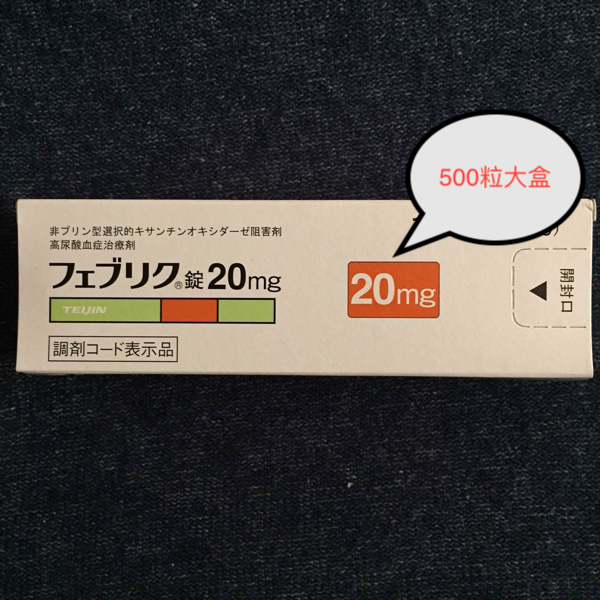 500粒大盒
非プリン型選択的キサンチンオキシダーゼ阻害剤
高尿酸血症治療剤
フェブリク®錠20mg
TEIJIN
調剤コード表示品
20mg
開封口